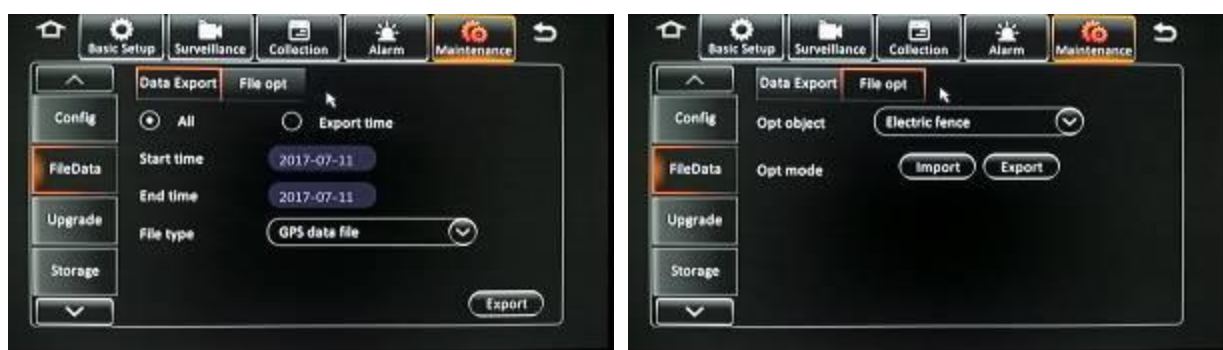 Basic Setup Surveillance Collection Alarm Maintenance
Data Export File opt
Config
All Export time
FileData
Start time 2017-07-11
End time 2017-07-11
Upgrade
File type GPS data file
Storage
Export
Basic Setup Surveillance Collection Alarm Maintenance
Data Export File opt
Config
Opt object Electric fence
FileData
Opt mode Import Export
Upgrade
Storage